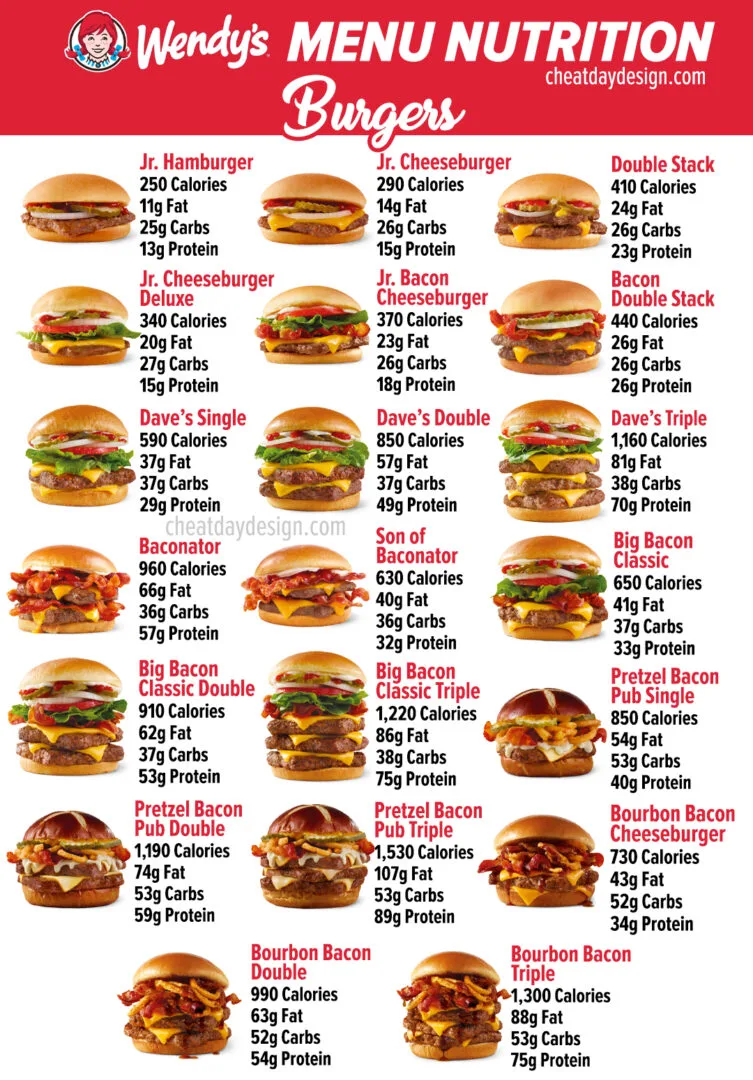 Wendy's MENU NUTRITION
cheatdaydesign.com
Burgers
Jr. Hamburger
250 Calories
11g Fat
25g Carbs
13g Protein
Jr. Cheeseburger
290 Calories
14g Fat
26g Carbs
15g Protein
Double Stack
410 Calories
24g Fat
26g Carbs
23g Protein
Jr. Cheeseburger
Deluxe
340 Calories
20g Fat
27g Carbs
15g Protein
Jr. Bacon
Cheeseburger
370 Calories
23g Fat
26g Carbs
18g Protein
Bacon
Double Stack
440 Calories
26g Fat
26g Carbs
26g Protein
Dave's Single
590 Calories
37g Fat
37g Carbs
29g Protein
Dave's Double
850 Calories
57g Fat
37g Carbs
49g Protein
Dave's Triple
1,160 Calories
81g Fat
38g Carbs
70g Protein
cheatdaydesign.com
Baconator
960 Calories
66g Fat
36g Carbs
57g Protein
Son of
Baconator
630 Calories
40g Fat
36g Carbs
32g Protein
Big Bacon
Classic
650 Calories
41g Fat
37g Carbs
33g Protein
Big Bacon
Classic Double
910 Calories
62g Fat
37g Carbs
53g Protein
Big Bacon
Classic Triple
1,220 Calories
86g Fat
38g Carbs
75g Protein
Pretzel Bacon
Pub Single
850 Calories
54g Fat
53g Carbs
40g Protein
Pretzel Bacon
Pub Double
1,190 Calories
74g Fat
53g Carbs
59g Protein
Pretzel Bacon
Pub Triple
1,530 Calories
107g Fat
53g Carbs
89g Protein
Bourbon Bacon
Cheeseburger
730 Calories
43g Fat
52g Carbs
34g Protein
Bourbon Bacon
Double
990 Calories
63g Fat
52g Carbs
54g Protein
Bourbon Bacon
Triple
1,300 Calories
88g Fat
53g Carbs
75g Protein